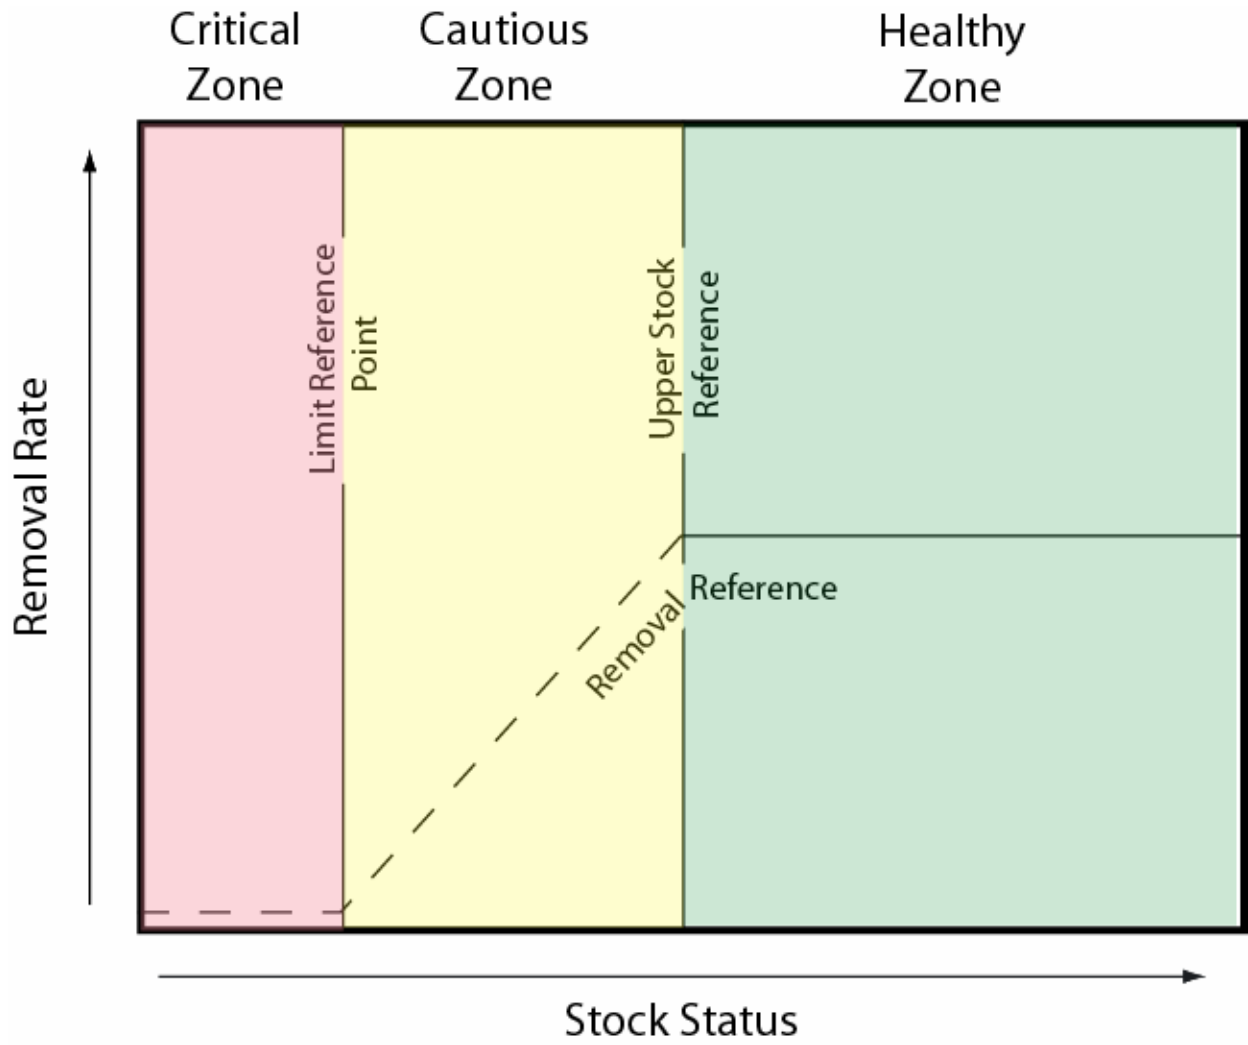 Critical
Zone
Cautious
Zone
Healthy
Zone
Removal Rate
Limit Reference
Point
Upper Stock
Reference
Removal
Reference
Stock Status